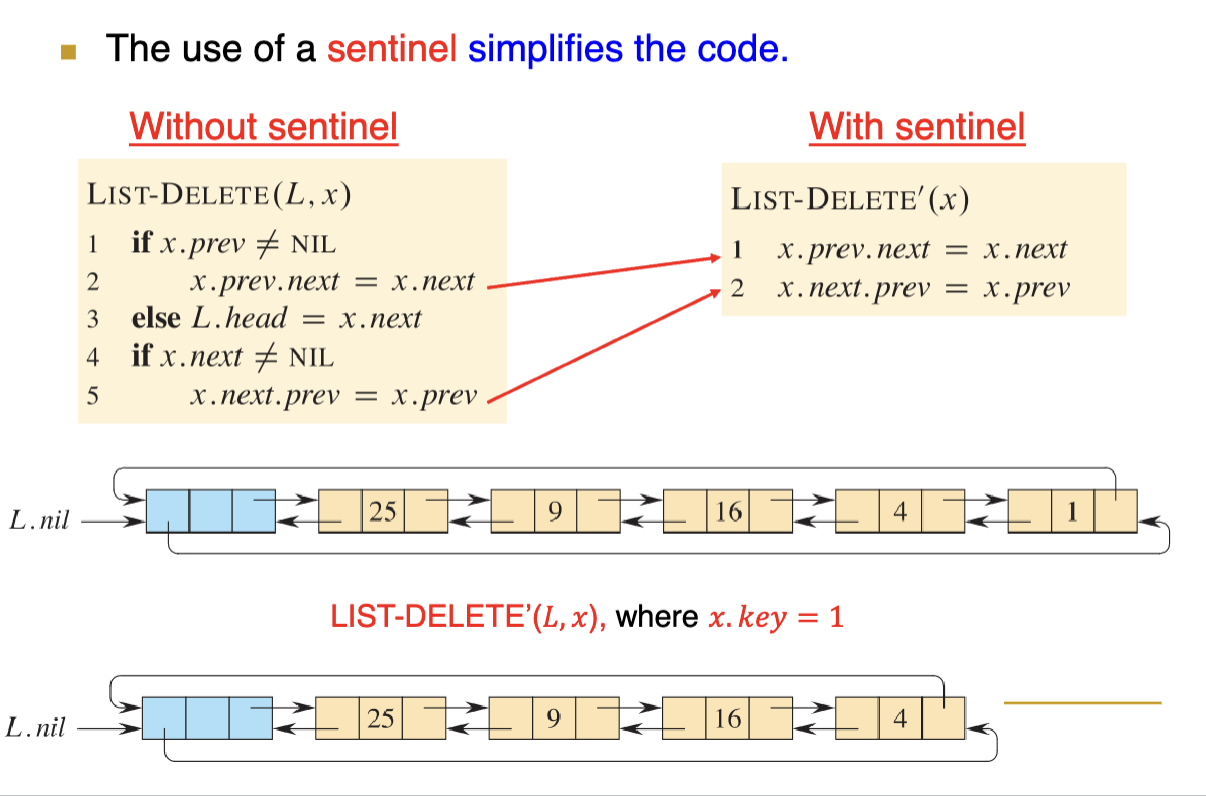 The use of a sentinel simplifies the code.
Without sentinel
LIST-DELETE(L, x)
1 if x.prev ≠ NIL
2 x.prev.next = x.next
3 else L.head = x.next
4 if x.next ≠ NIL
5 x.next.prev = x.prev
With sentinel
LIST-DELETE′(x)
1 x.prev.next = x.next
2 x.next.prev = x.prev
L.nil 25 9 16 4 1
LIST-DELETE’(L, x), where x.key = 1
L.nil 25 9 16 4